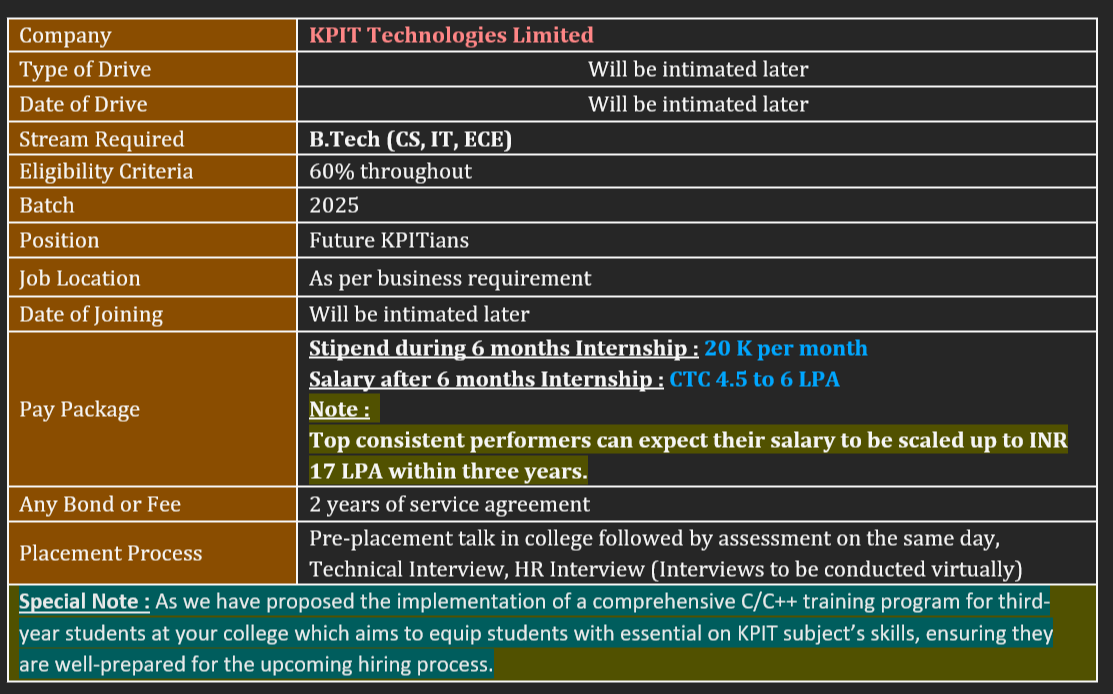 Company KPIT Technologies Limited
Type of Drive Will be intimated later
Date of Drive Will be intimated later
Stream Required B.Tech (CS, IT, ECE)
Eligibility Criteria 60% throughout
Batch 2025
Position Future KPITians
Job Location As per business requirement
Date of Joining Will be intimated later
Pay Package
Stipend during 6 months Internship : 20 K per month
Salary after 6 months Internship : CTC 4.5 to 6 LPA
Note :
Top consistent performers can expect their salary to be scaled up to INR
17 LPA within three years.
Any Bond or Fee 2 years of service agreement
Placement Process
Pre-placement talk in college followed by assessment on the same day,
Technical Interview, HR Interview (Interviews to be conducted virtually)
Special Note : As we have proposed the implementation of a comprehensive C/C++ training program for third-
year students at your college which aims to equip students with essential on KPIT subject's skills, ensuring they
are well-prepared for the upcoming hiring process.